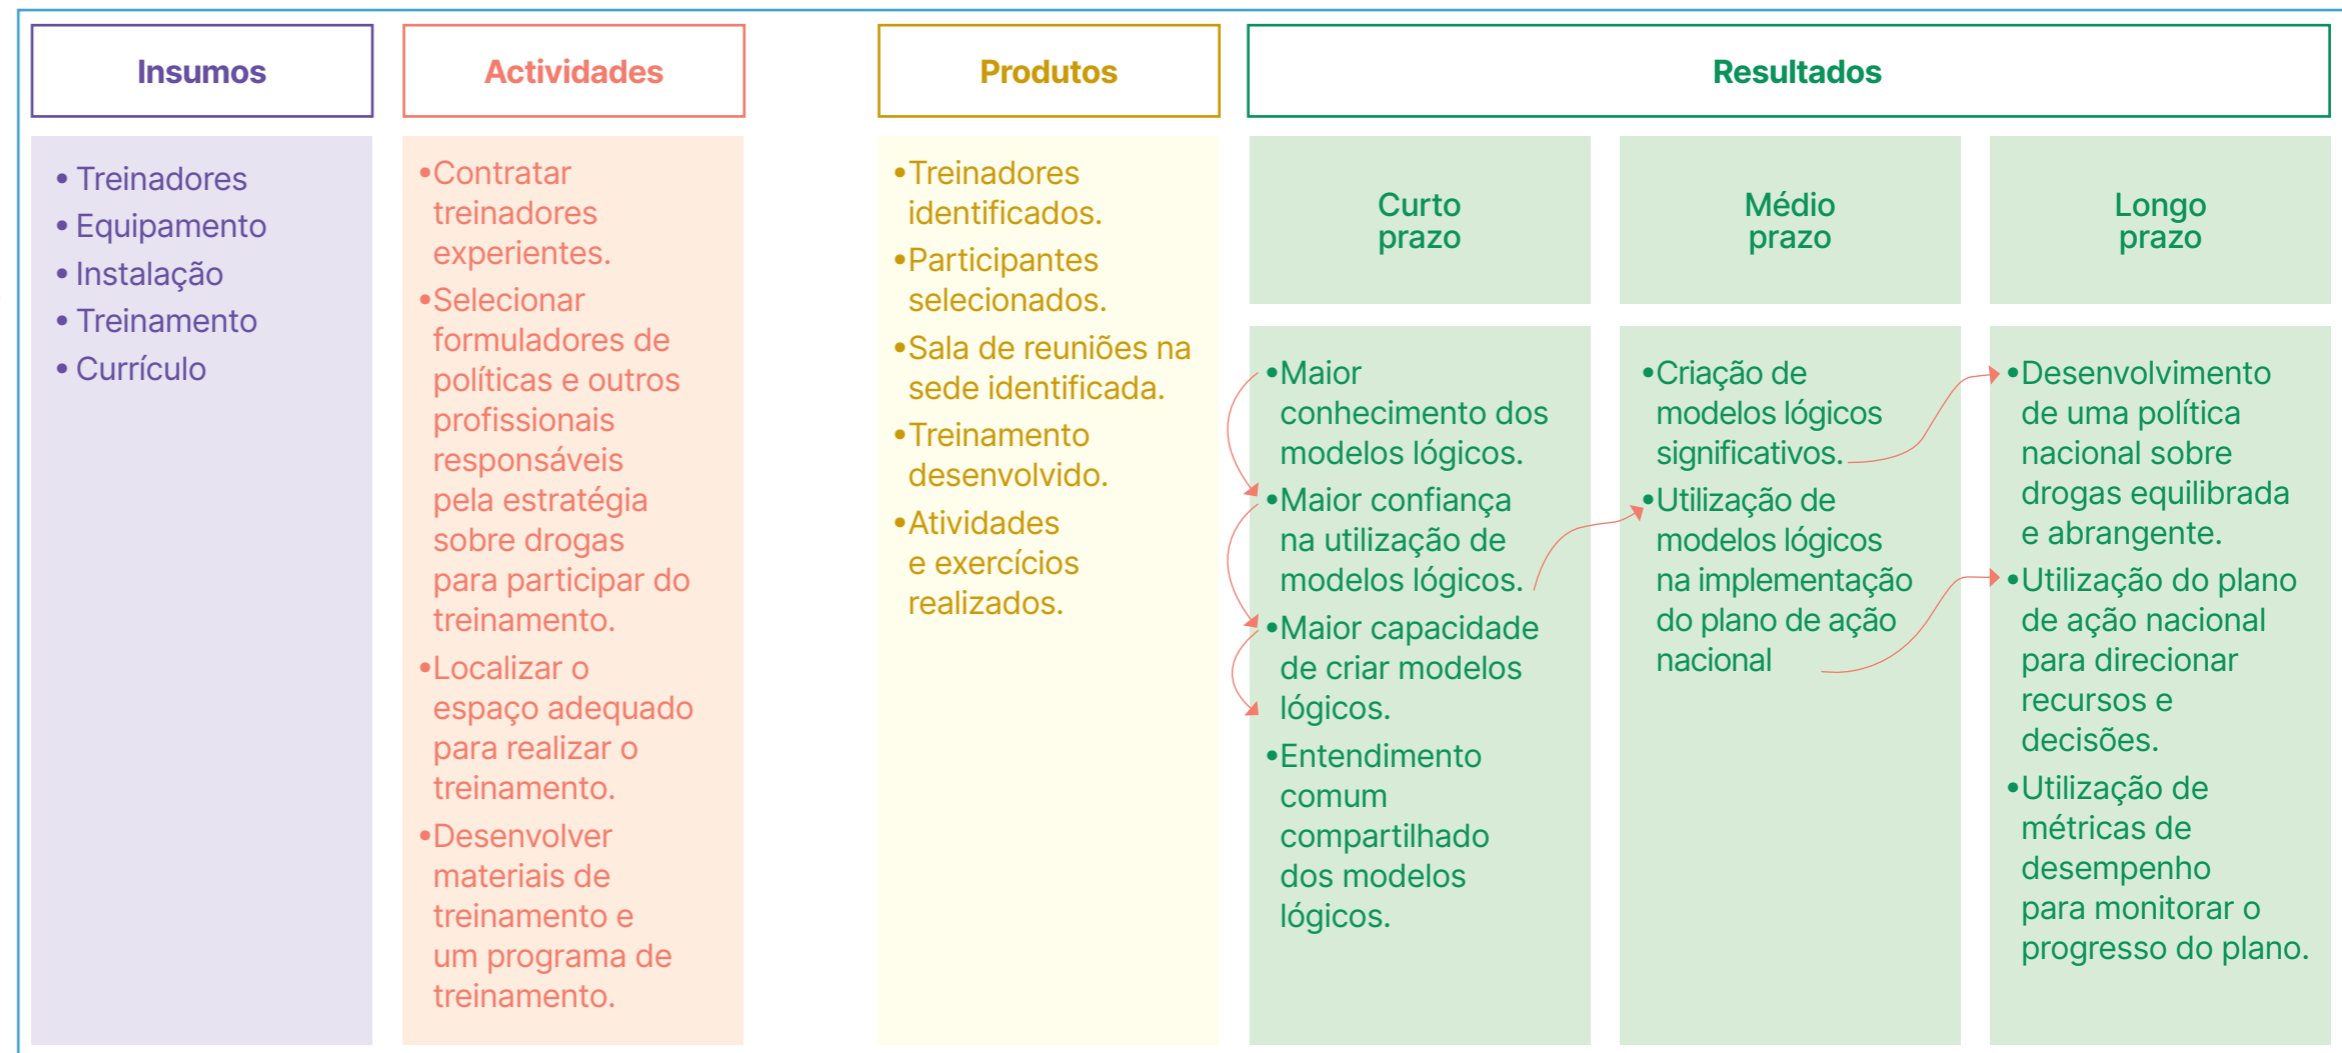 Insumos
• Treinadores
• Equipamento
• Instalação
• Treinamento
• Currículo
Actividades
•Contratar
treinadores
experientes.
•Selecionar
formuladores de
políticas e outros
profissionais
responsáveis
pela estratégia
sobre drogas
para participar do
treinamento.
•Localizar o
espaço adequado
para realizar o
treinamento.
•Desenvolver
materiais de
treinamento e
um programa de
treinamento.
Produtos
•Treinadores
identificados.
•Participantes
selecionados.
•Sala de reuniões na
sede identificada.
•Treinamento
desenvolvido.
•Atividades
e exercícios
realizados.
Resultados
Curto
prazo
•Maior
conhecimento dos
modelos lógicos.
•Maior confiança
na utilização de
modelos lógicos.
•Maior capacidade
de criar modelos
lógicos.
•Entendimento
comum
compartilhado
dos modelos
lógicos.
Médio
prazo
•Criação de
modelos lógicos
significativos.
•Utilização de
modelos lógicos
na implementação
do plano de ação
nacional
Longo
prazo
•Desenvolvimento
de uma política
nacional sobre
drogas equilibrada
e abrangente.
•Utilização do plano
de ação nacional
para direcionar
recursos e
decisões.
•Utilização de
métricas de
desempenho
para monitorar o
progresso do plano.